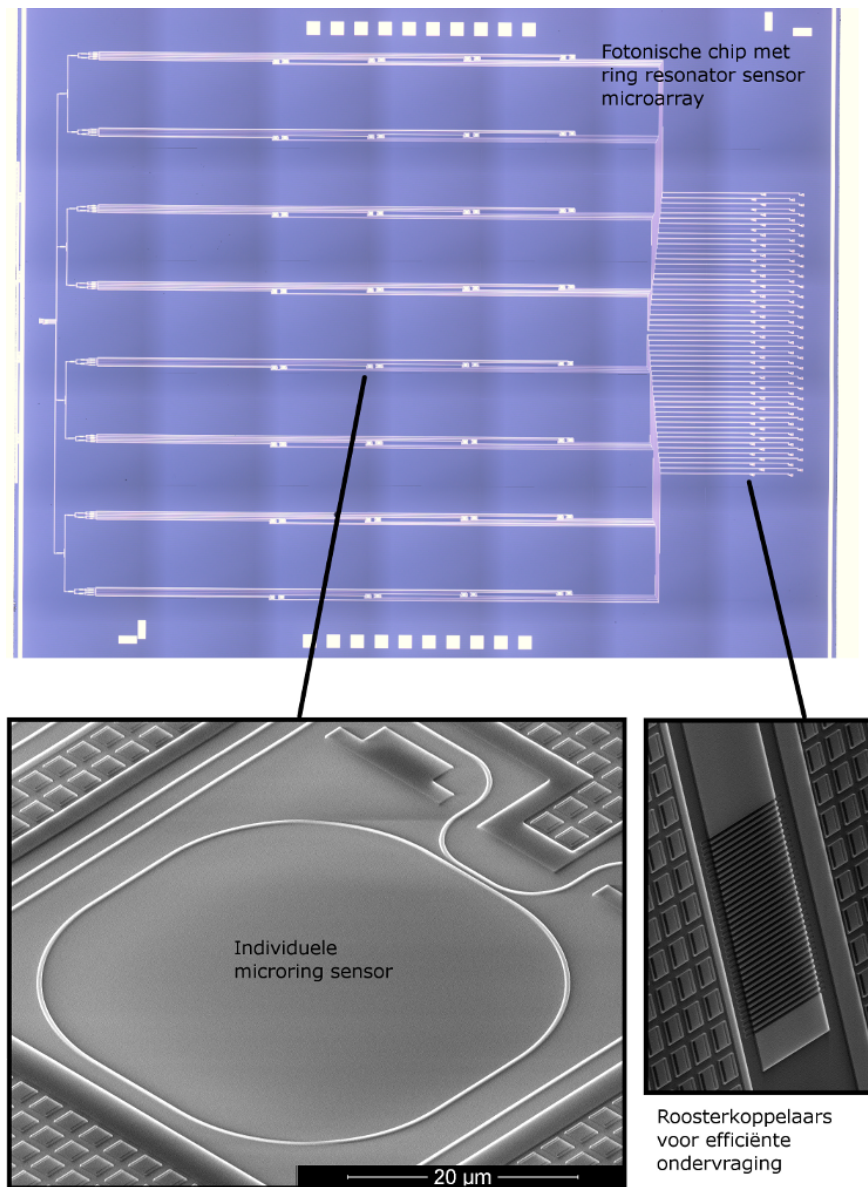 Fotonische chip met
ring resonator sensor
microarray
Individuele
microring sensor
20 µm
Roosterkoppelaars
voor efficiënte
ondervraging